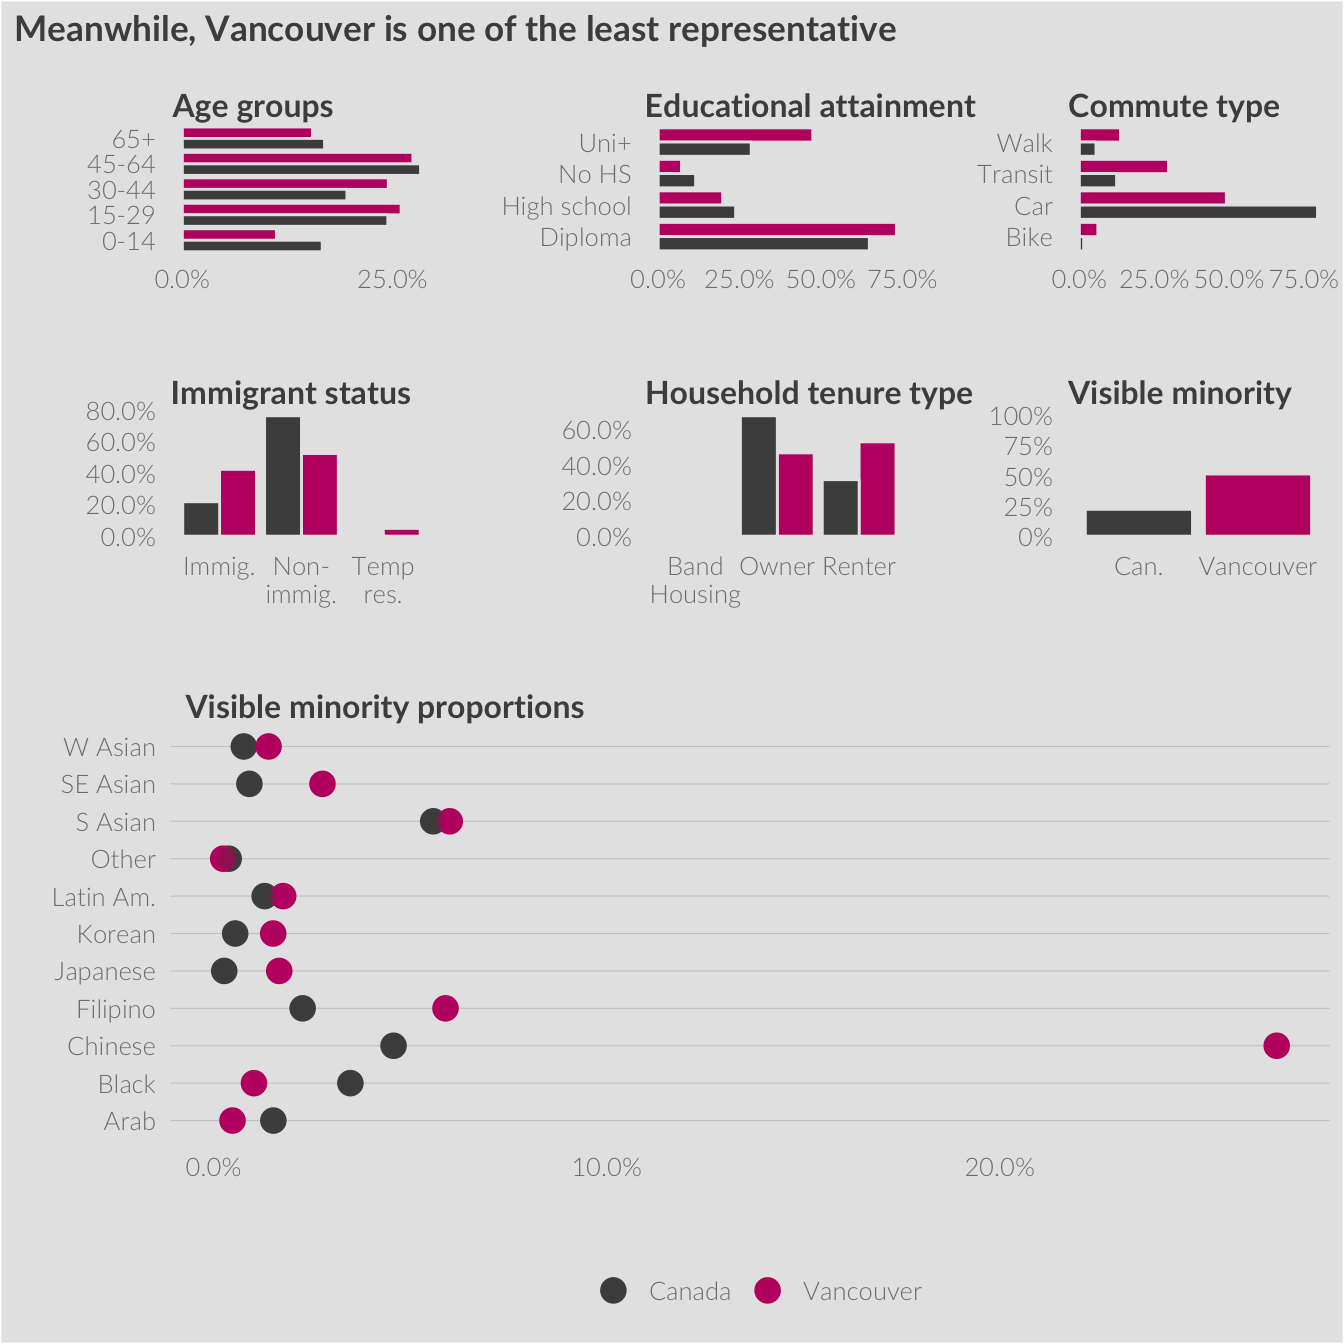 Meanwhile, Vancouver is one of the least representative
Age groups
65+
45-64
30-44
15-29
0-14
0.0% 25.0%
Educational attainment
Uni+
No HS
High school
Diploma
0.0% 25.0% 50.0% 75.0%
Commute type
Walk
Transit
Car
Bike
0.0% 25.0% 50.0% 75.0%
Immigrant status
80.0%
60.0%
40.0%
20.0%
0.0%
Immig. Non- Temp
immig. res.
Household tenure type
60.0%
40.0%
20.0%
0.0%
Band Owner Renter
Housing
Visible minority
100%
75%
50%
25%
0%
Can. Vancouver
Visible minority proportions
W Asian
SE Asian
S Asian
Other
Latin Am.
Korean
Japanese
Filipino
Chinese
Black
Arab
0.0% 10.0% 20.0%
Canada Vancouver